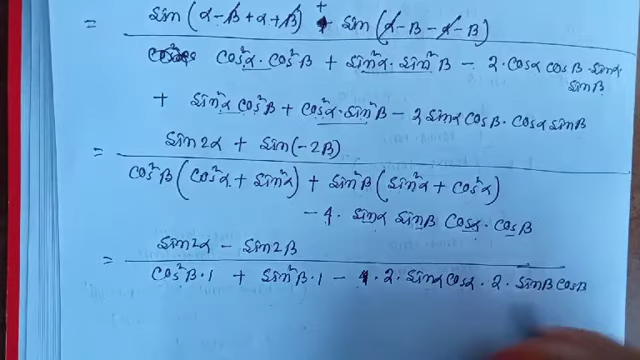 = sin(α-β+α+β) + sin(α-β-α-β)
cos²α·cos²β + sin²α·sin²β - 2·cosα cosβ·sinα sinβ
+ sin²α cos²β + cos²α·sin²β - 2 sinα cosβ·cosα sinβ
= sin2α + sin(-2β)
cos²β(cos²α + sin²α) + sin²β(sin²α + cos²α)
- 4·sinα sinβ cosα·cosβ
= sin2α - sin2β
cos²β·1 + sin²β·1 - 2·sinα cosα·2·sinβ cosβ